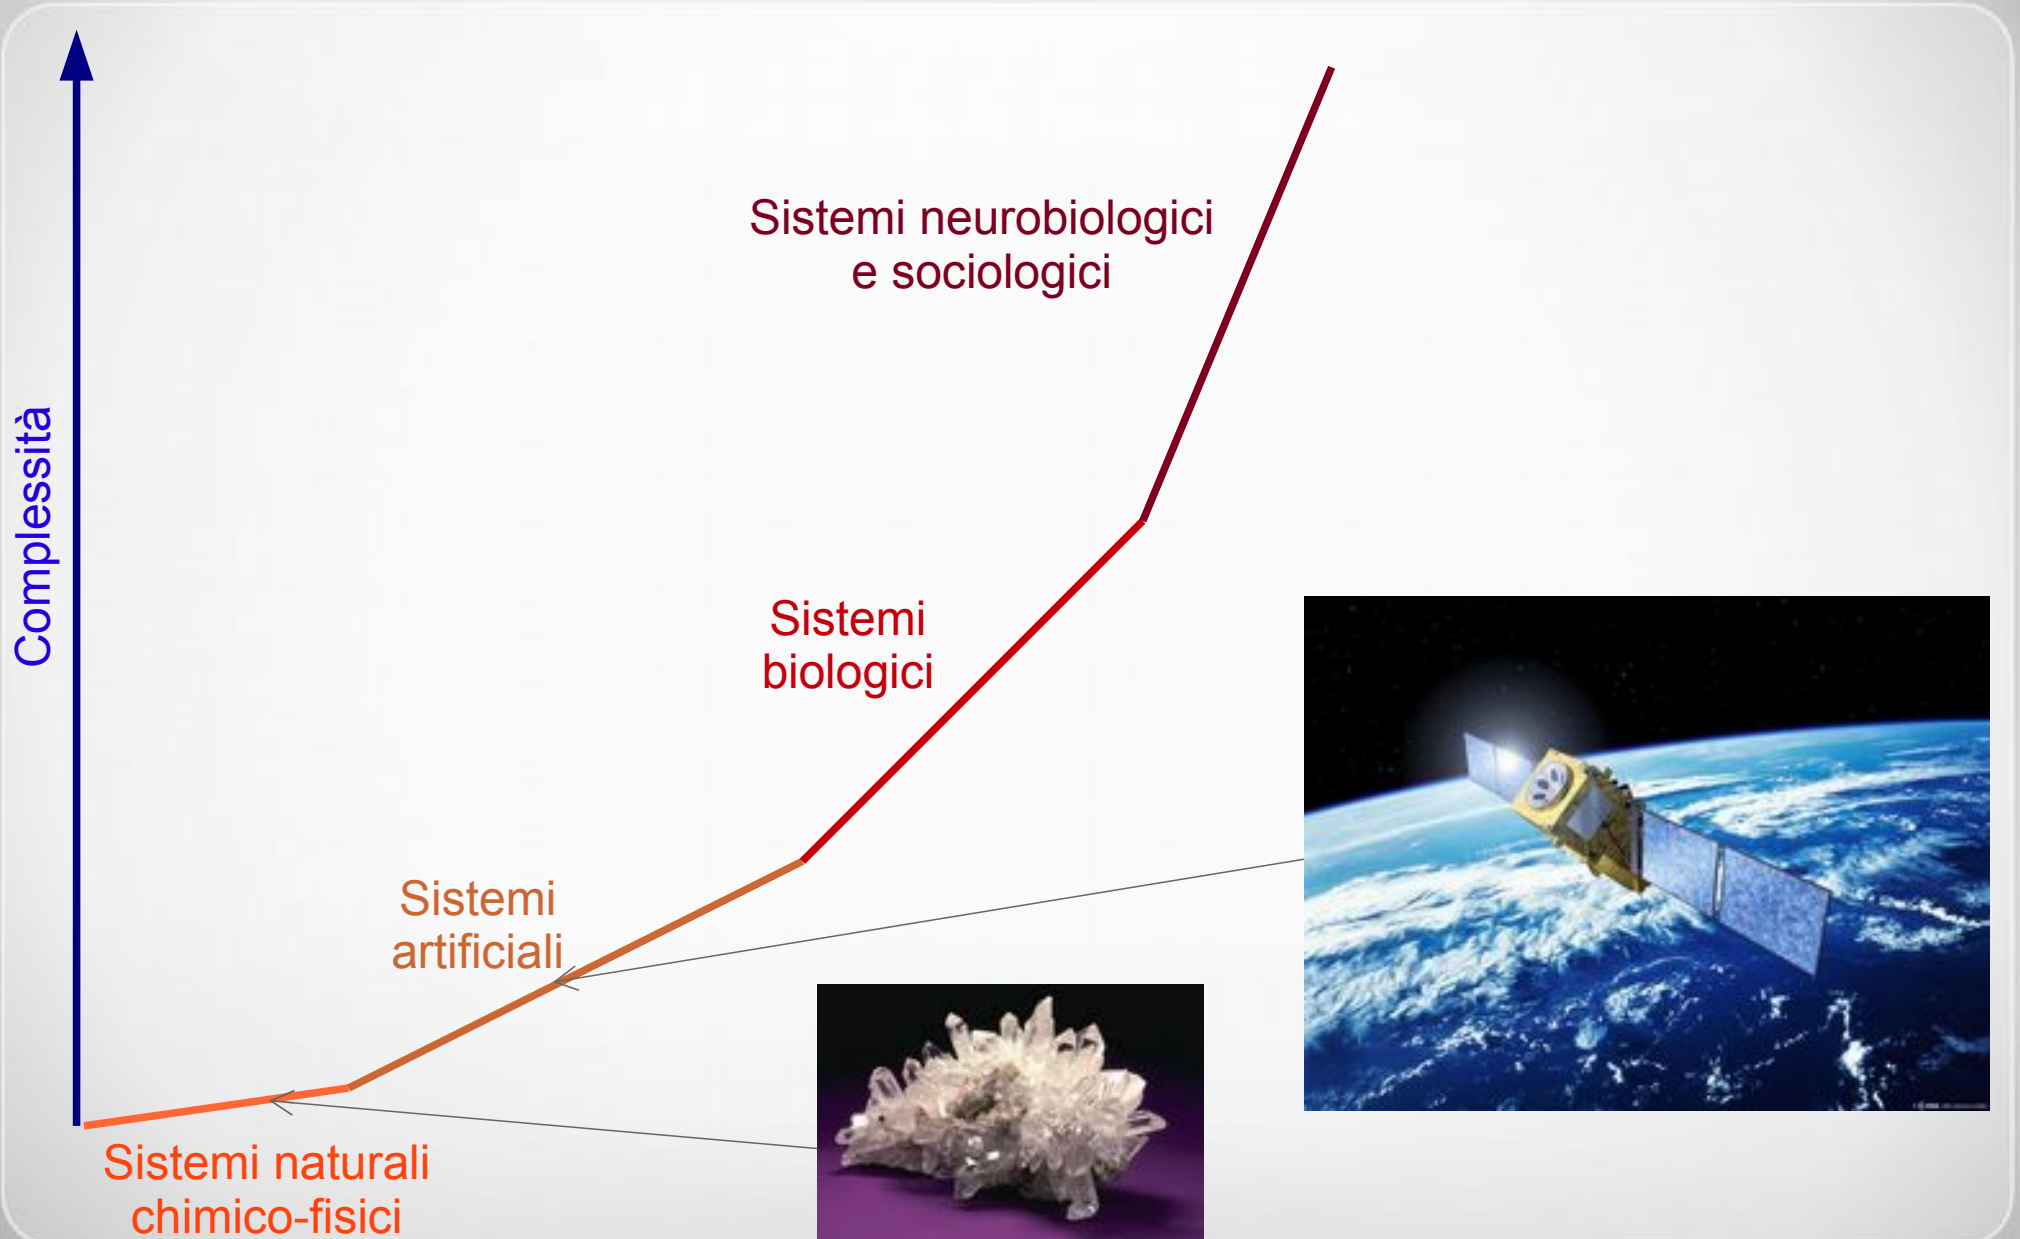 Complessità
Sistemi neurobiologici
e sociologici
Sistemi
biologici
Sistemi
artificiali
Sistemi naturali
chimico-fisici